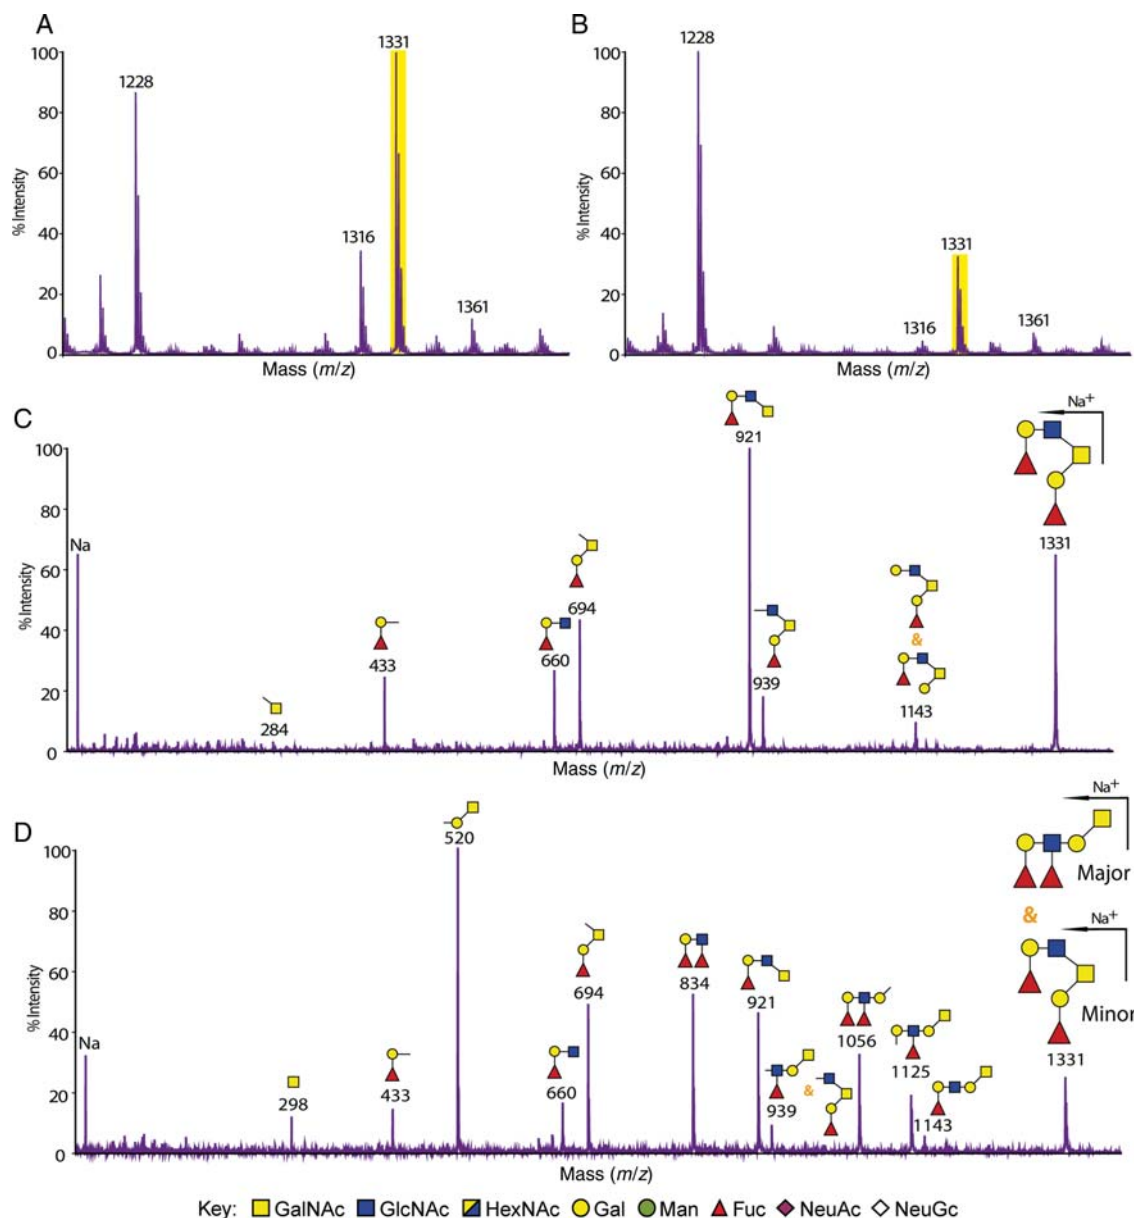 A
B
100
80
60
40
20
0
% Intensity
1228
1316
1331
1361
Mass (m/z)
100
80
60
40
20
0
% Intensity
1228
1316
1331
1361
Mass (m/z)
C
100
80
60
40
20
0
% Intensity
Na
284
433
660
694
921
939
&
1143
Na+
1331
Mass (m/z)
D
100
80
60
40
20
0
% Intensity
Na
298
433
520
660
694
834
921
&
939
1056
1125
1143
Na+
Major
&
Na+
Minor
1331
Mass (m/z)
Key: GalNAc GlcNAc HexNAc Gal Man Fuc NeuAc NeuGc